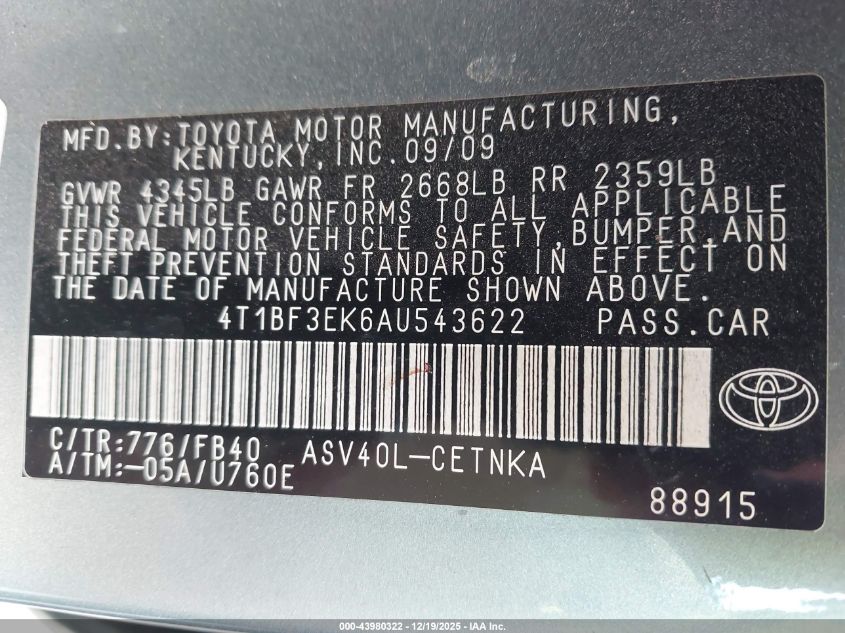 MFD.BY:TOYOTA MOTOR MANUFACTURING,
KENTUCKY,INC.09/09
GVWR 4345LB GAWR FR 2668LB RR 2359LB
THIS VEHICLE CONFORMS TO ALL APPLICABLE
FEDERAL MOTOR VEHICLE SAFETY,BUMPER,AND
THEFT PREVENTION STANDARDS IN EFFECT ON
THE DATE OF MANUFACTURE SHOWN ABOVE.
4T1BF3EK6AU543622 PASS.CAR
C/TR:776/FB40 ASV40L-CETNKA
A/TM:-05A/U760E
88915
000-43980322 - 12/19/2025 - IAA Inc.